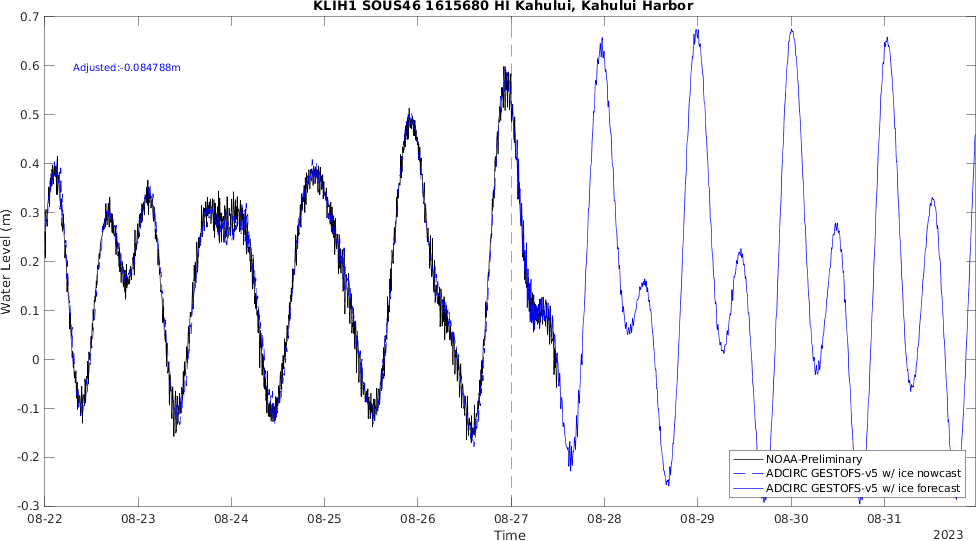 KLIH1 SOUS46 1615680 HI Kahului, Kahului Harbor
0.7
0.6
0.5
0.4
0.3
0.2
0.1
0
-0.1
-0.2
-0.3
Water Level (m)
Adjusted:-0.084788m
NOAA-Preliminary
ADCIRC GESTOFS-v5 w/ ice nowcast
ADCIRC GESTOFS-v5 w/ ice forecast
08-22 08-23 08-24 08-25 08-26 08-27 08-28 08-29 08-30 08-31
Time
2023